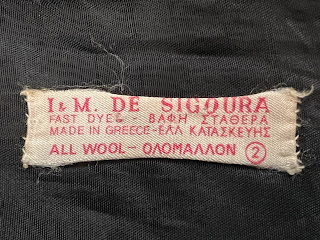 I & M. DE SIGOURA
FAST DYES - ΒΑΦΗ ΣΤΑΘΕΡΑ
MADE IN GREECE-ΕΛΛ ΚΑΤΑΣΚΕΥΗΣ
ALL WOOL- ΟΛΟΜΑΛΛΟΝ 2